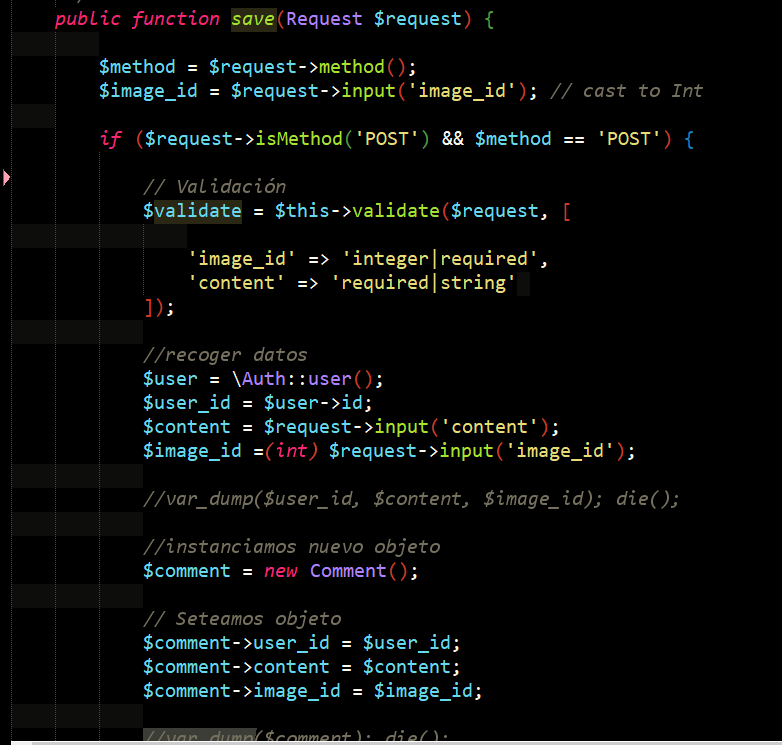 public function save(Request $request) {
$method = $request->method();
$image_id = $request->input('image_id'); // cast to Int
if ($request->isMethod('POST') && $method == 'POST') {
// Validación
$validate = $this->validate($request, [
'image_id' => 'integer|required',
'content' => 'required|string'
]);
//recoger datos
$user = \Auth::user();
$user_id = $user->id;
$content = $request->input('content');
$image_id =(int) $request->input('image_id');
//var_dump($user_id, $content, $image_id); die();
//instanciamos nuevo objeto
$comment = new Comment();
// Seteamos objeto
$comment->user_id = $user_id;
$comment->content = $content;
$comment->image_id = $image_id;
//var_dump($comment); die();